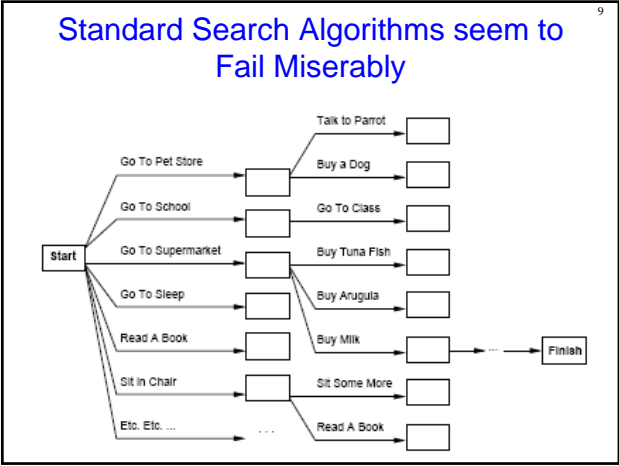 9
Standard Search Algorithms seem to
Fail Miserably
Talk to Parrot
Go To Pet Store
Buy a Dog
Go To School
Go To Class
Start
Go To Supermarket
Buy Tuna Fish
Go To Sleep
Buy Arugula
Read A Book
Buy Milk
...
Finish
Sit in Chair
Sit Some More
Etc. Etc. ...
...
Read A Book